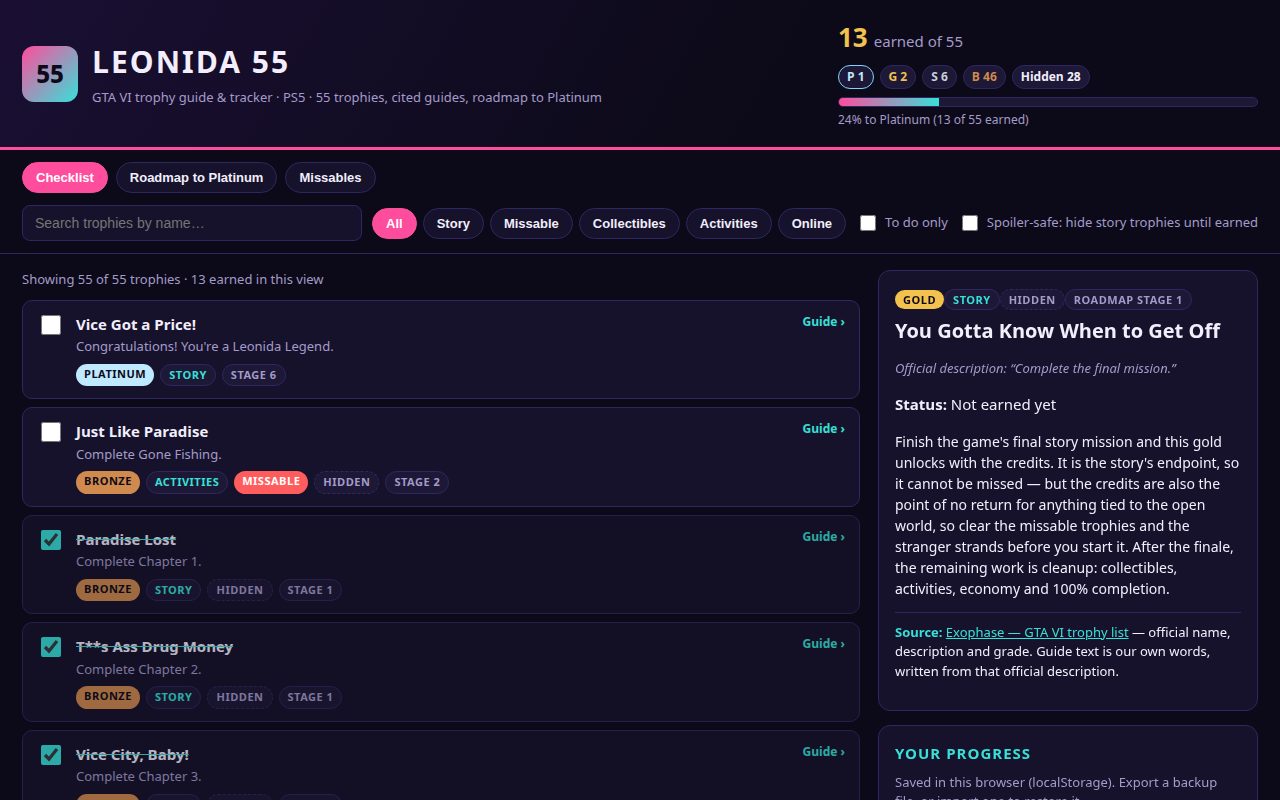 55
LEONIDA 55
GTA VI trophy guide & tracker · PS5 · 55 trophies, cited guides, roadmap to Platinum
13 earned of 55
P 1 G 2 S 6 B 46 Hidden 28
24% to Platinum (13 of 55 earned)
Checklist Roadmap to Platinum Missables
Search trophies by name… All Story Missable Collectibles Activities Online To do only Spoiler-safe: hide story trophies until earned
Showing 55 of 55 trophies · 13 earned in this view
Vice Got a Price! Guide ›
Congratulations! You're a Leonida Legend.
PLATINUM STORY STAGE 6
Just Like Paradise Guide ›
Complete Gone Fishing.
BRONZE ACTIVITIES MISSABLE HIDDEN STAGE 2
Paradise Lost Guide ›
Complete Chapter 1.
BRONZE STORY HIDDEN STAGE 1
T**s Ass Drug Money Guide ›
Complete Chapter 2.
BRONZE STORY HIDDEN STAGE 1
Vice City, Baby! Guide ›
Complete Chapter 3.
GOLD STORY HIDDEN ROADMAP STAGE 1
You Gotta Know When to Get Off
Official description: “Complete the final mission.”
Status: Not earned yet
Finish the game's final story mission and this gold
unlocks with the credits. It is the story's endpoint, so
it cannot be missed — but the credits are also the
point of no return for anything tied to the open
world, so clear the missable trophies and the
stranger strands before you start it. After the finale,
the remaining work is cleanup: collectibles,
activities, economy and 100% completion.
Source: Exophase — GTA VI trophy list — official name,
description and grade. Guide text is our own words,
written from that official description.
YOUR PROGRESS
Saved in this browser (localStorage). Export a backup
file, or import one to restore it.